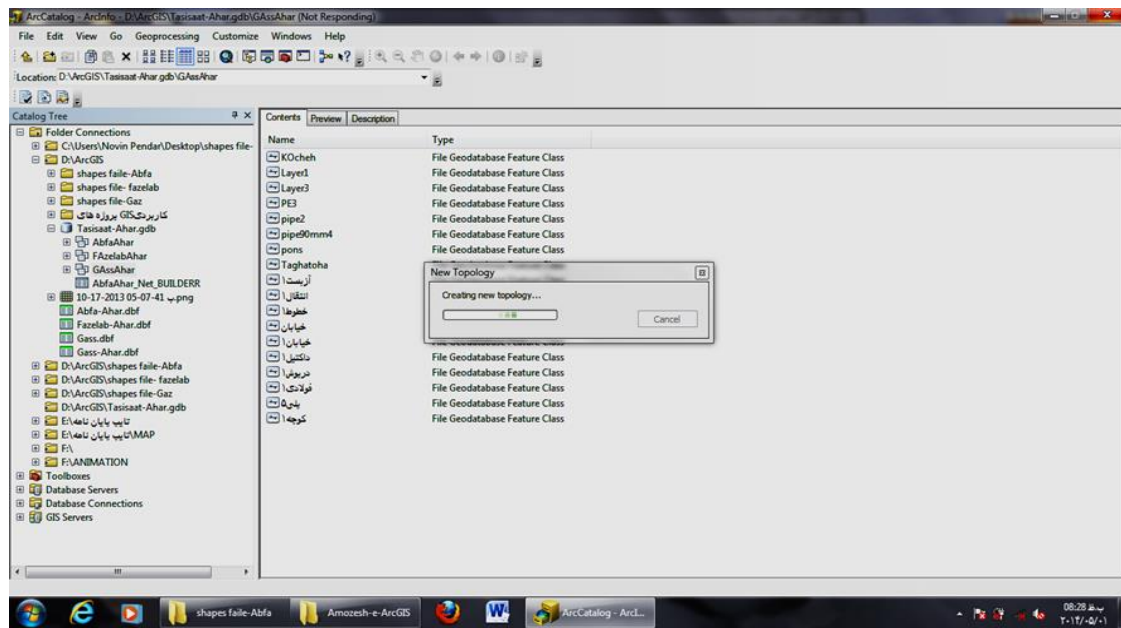 ArcCatalog - ArcInfo - D:\ArcGIS\Tasisaat-Ahar.gdb\GAssAhar (Not Responding)
File Edit View Go Geoprocessing Customize Windows Help
Location: D:\ArcGIS\Tasisaat-Ahar.gdb\GAssAhar
Catalog Tree
Folder Connections
C:\Users\Novin Pendar\Desktop\shapes file-
D:\ArcGIS
shapes faile-Abfa
shapes file- fazelab
shapes file-Gaz
کاربردیGIS پروژه های
Tasisaat-Ahar.gdb
AbfaAhar
FAzelabAhar
GAssAhar
AbfaAhar_Net_BUILDERR
10-17-2013 05-07-41 ب.png
Abfa-Ahar.dbf
Fazelab-Ahar.dbf
Gass.dbf
Gass-Ahar.dbf
D:\ArcGIS\shapes faile-Abfa
D:\ArcGIS\shapes file- fazelab
D:\ArcGIS\shapes file-Gaz
D:\ArcGIS\Tasisaat-Ahar.gdb
E:\تایپ پایان نامه
E:\تایپ پایان نامه\MAP
F:\
F:\ANIMATION
Toolboxes
Database Servers
Database Connections
GIS Servers
Contents Preview Description
Name Type
KOcheh File Geodatabase Feature Class
Layer1 File Geodatabase Feature Class
Layer3 File Geodatabase Feature Class
PE3 File Geodatabase Feature Class
pipe2 File Geodatabase Feature Class
pipe90mm4 File Geodatabase Feature Class
pons File Geodatabase Feature Class
Taghatoha
آزبست۱
انتقال۱
خطوط۱
خیابان
خیابان۱
داکتیل۱ File Geodatabase Feature Class
درپوش۱ File Geodatabase Feature Class
فولادی۱ File Geodatabase Feature Class
پلی۵ File Geodatabase Feature Class
کوچه۱ File Geodatabase Feature Class
New Topology
Creating new topology...
Cancel
shapes faile-Abfa
Amozesh-e-ArcGIS
ArcCatalog - ArcI...
08:28 ب.ظ
۲۰۱۴/۰۵/۰۱